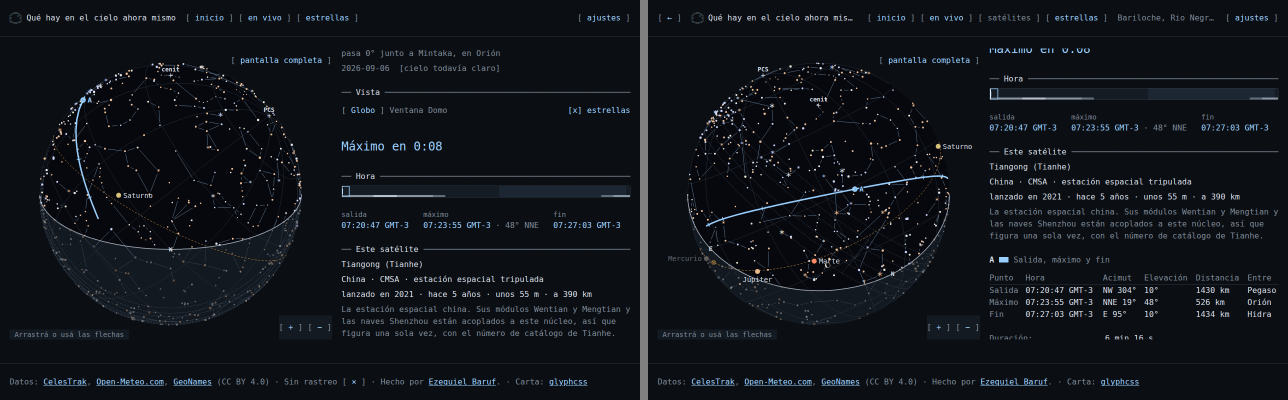 Qué hay en el cielo ahora mismo [ inicio ] [ en vivo ] [ estrellas ] [ ajustes ]
[ pantalla completa ]
cenit
A
PCS
Saturno
N
Arrastrá o usá las flechas
[ + ] [ − ]
pasa 0° junto a Mintaka, en Orión
2026-09-06 [cielo todavía claro]
Vista
[ Globo ] Ventana Domo [x] estrellas
Máximo en 0:08
Hora
salida máximo fin
07:20:47 GMT-3 07:23:55 GMT-3 · 48° NNE 07:27:03 GMT-3
Este satélite
Tiangong (Tianhe)
China · CMSA · estación espacial tripulada
lanzado en 2021 · hace 5 años · unos 55 m · a 390 km
La estación espacial china. Sus módulos Wentian y Mengtian y
las naves Shenzhou están acoplados a este núcleo, así que
figura una sola vez, con el número de catálogo de Tianhe.
Datos: CelesTrak, Open-Meteo.com, GeoNames (CC BY 4.0) · Sin rastreo [ × ] · Hecho por Ezequiel Baruf. · Carta: glyphcss
[ ← ] Qué hay en el cielo ahora mis… [ inicio ] [ en vivo ] [ satélites ] [ estrellas ] Bariloche, Río Negr… [ ajustes ]
[ pantalla completa ]
PCS
cenit
Saturno
A
E
Mercurio
Marte
Júpiter
N
Arrastrá o usá las flechas
[ + ] [ − ]
Máximo en 0:08
Hora
salida máximo fin
07:20:47 GMT-3 07:23:55 GMT-3 · 48° NNE 07:27:03 GMT-3
Este satélite
Tiangong (Tianhe)
China · CMSA · estación espacial tripulada
lanzado en 2021 · hace 5 años · unos 55 m · a 390 km
La estación espacial china. Sus módulos Wentian y Mengtian y
las naves Shenzhou están acoplados a este núcleo, así que
figura una sola vez, con el número de catálogo de Tianhe.
A Salida, máximo y fin
Punto Hora Acimut Elevación Distancia Entre
Salida 07:20:47 GMT-3 NW 304° 10° 1430 km Pegaso
Máximo 07:23:55 GMT-3 NNE 19° 48° 526 km Orión
Fin 07:27:03 GMT-3 E 95° 10° 1434 km Hidra
Duración: 6 min 16 s
Datos: CelesTrak, Open-Meteo.com, GeoNames (CC BY 4.0) · Hecho por Ezequiel Baruf. · Carta: glyphcss